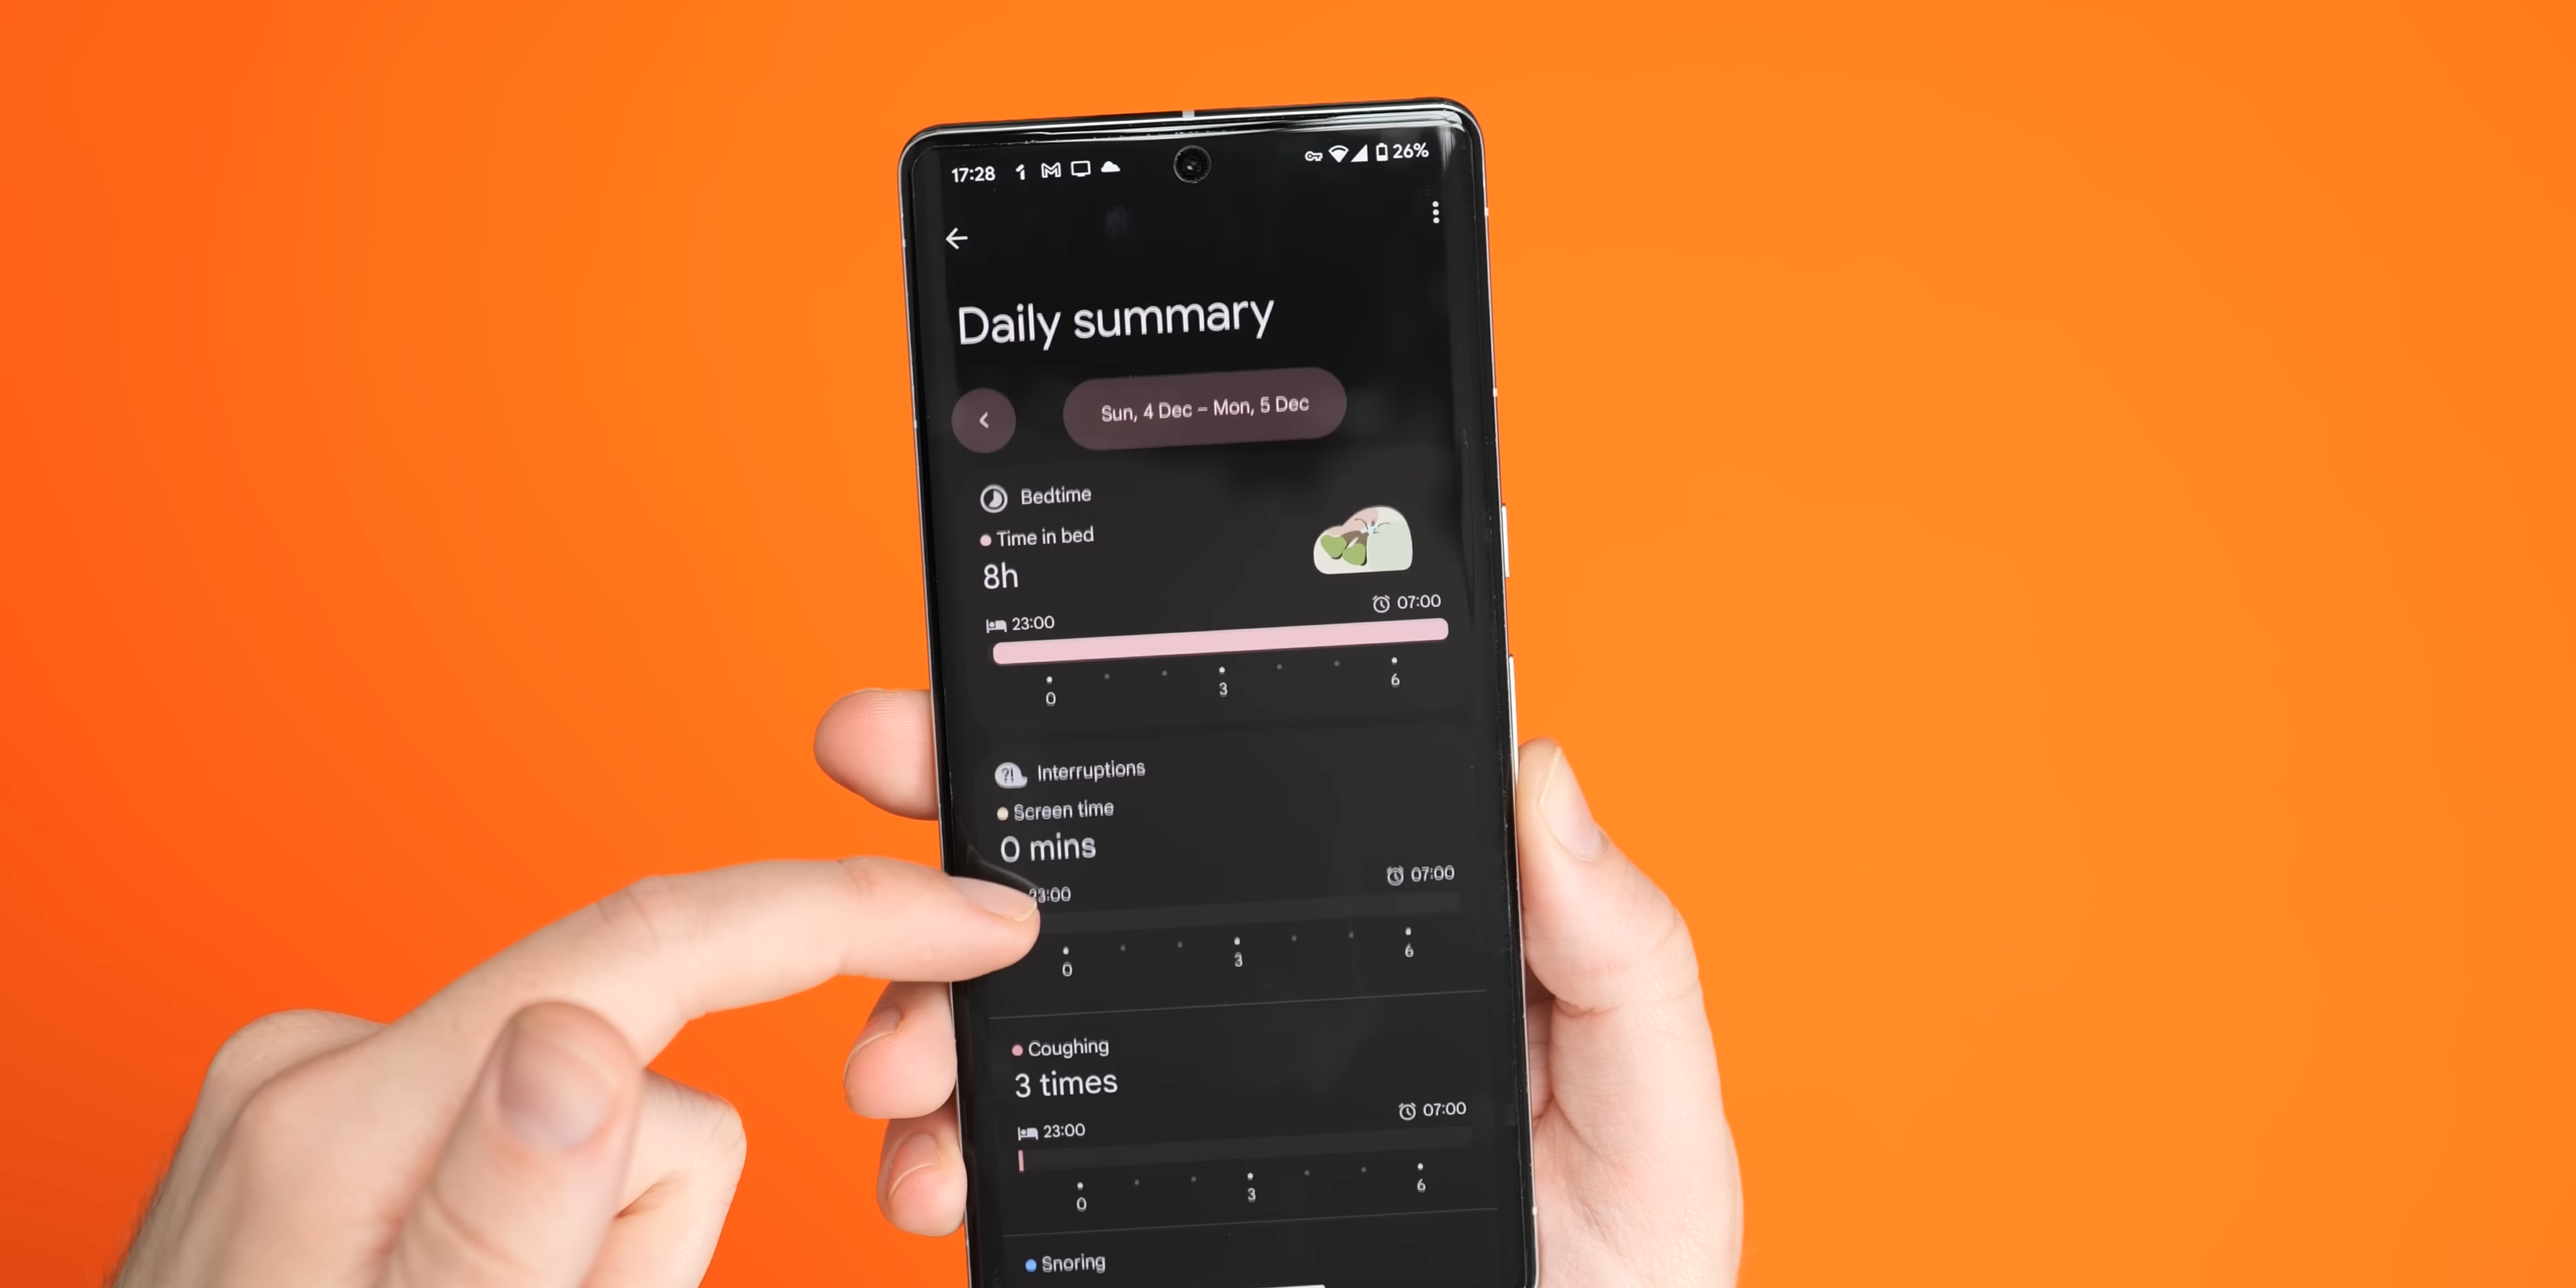 17:28 26%
Daily summary
Sun, 4 Dec – Mon, 5 Dec
Bedtime
Time in bed
8h
23:00 07:00
0 3 6
?! Interruptions
Screen time
0 mins
23:00 07:00
0 3 6
Coughing
3 times
23:00 07:00
0 3 6
Snoring